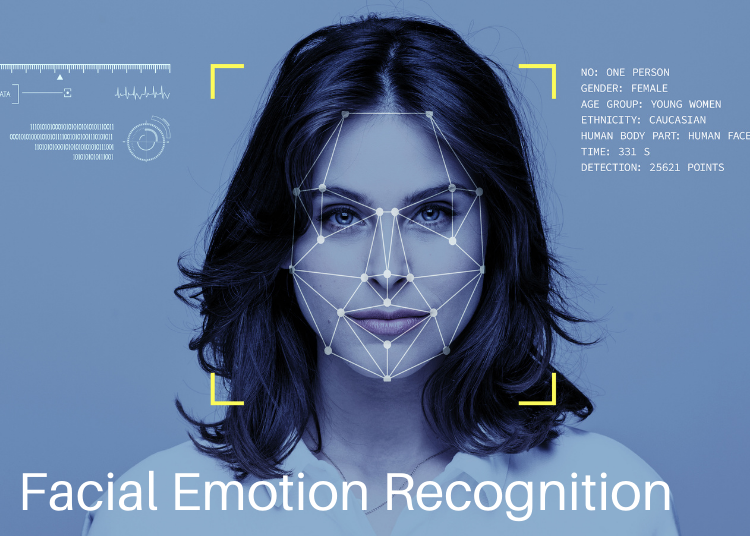 NO: ONE PERSON
GENDER: FEMALE
AGE GROUP: YOUNG WOMEN
ETHNICITY: CAUCASIAN
HUMAN BODY PART: HUMAN FACE
TIME: 331 S
DETECTION: 25621 POINTS
ATA
Facial Emotion Recognition